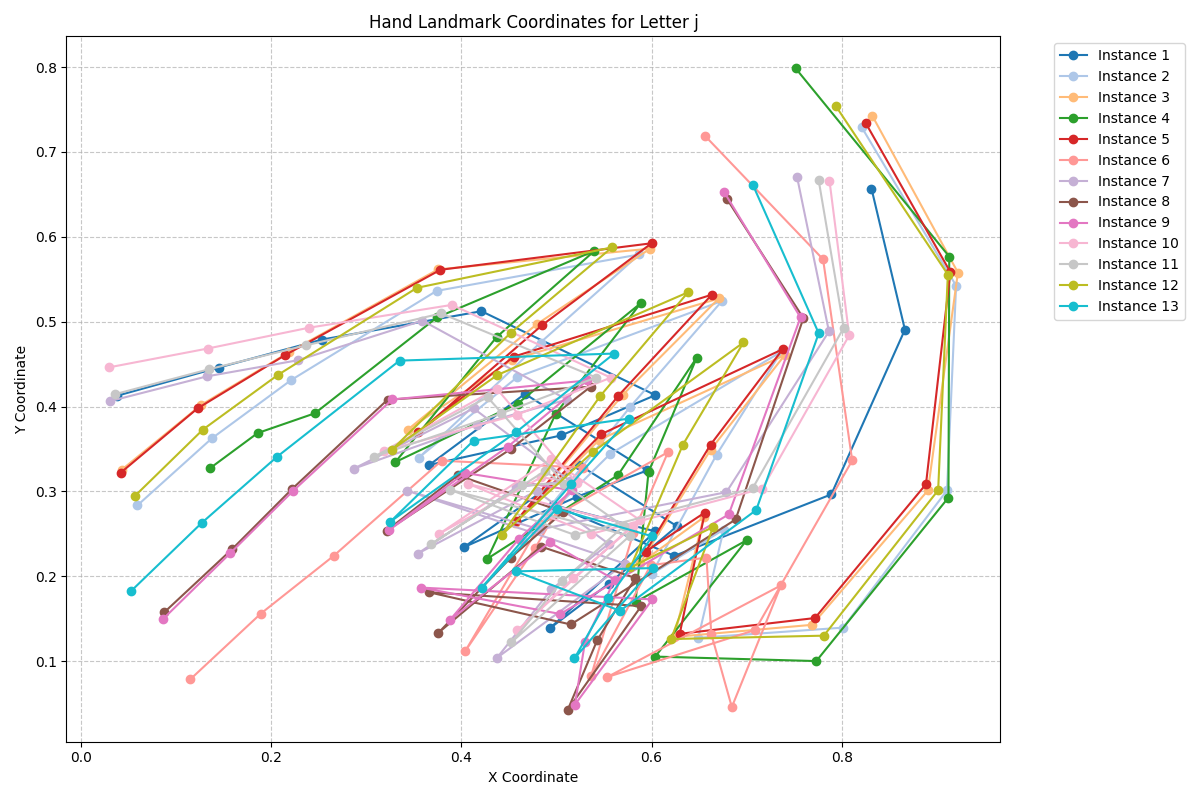 Hand Landmark Coordinates for Letter j
Y Coordinate
0.8
0.7
0.6
0.5
0.4
0.3
0.2
0.1
0.0 0.2 0.4 0.6 0.8
X Coordinate
Instance 1
Instance 2
Instance 3
Instance 4
Instance 5
Instance 6
Instance 7
Instance 8
Instance 9
Instance 10
Instance 11
Instance 12
Instance 13